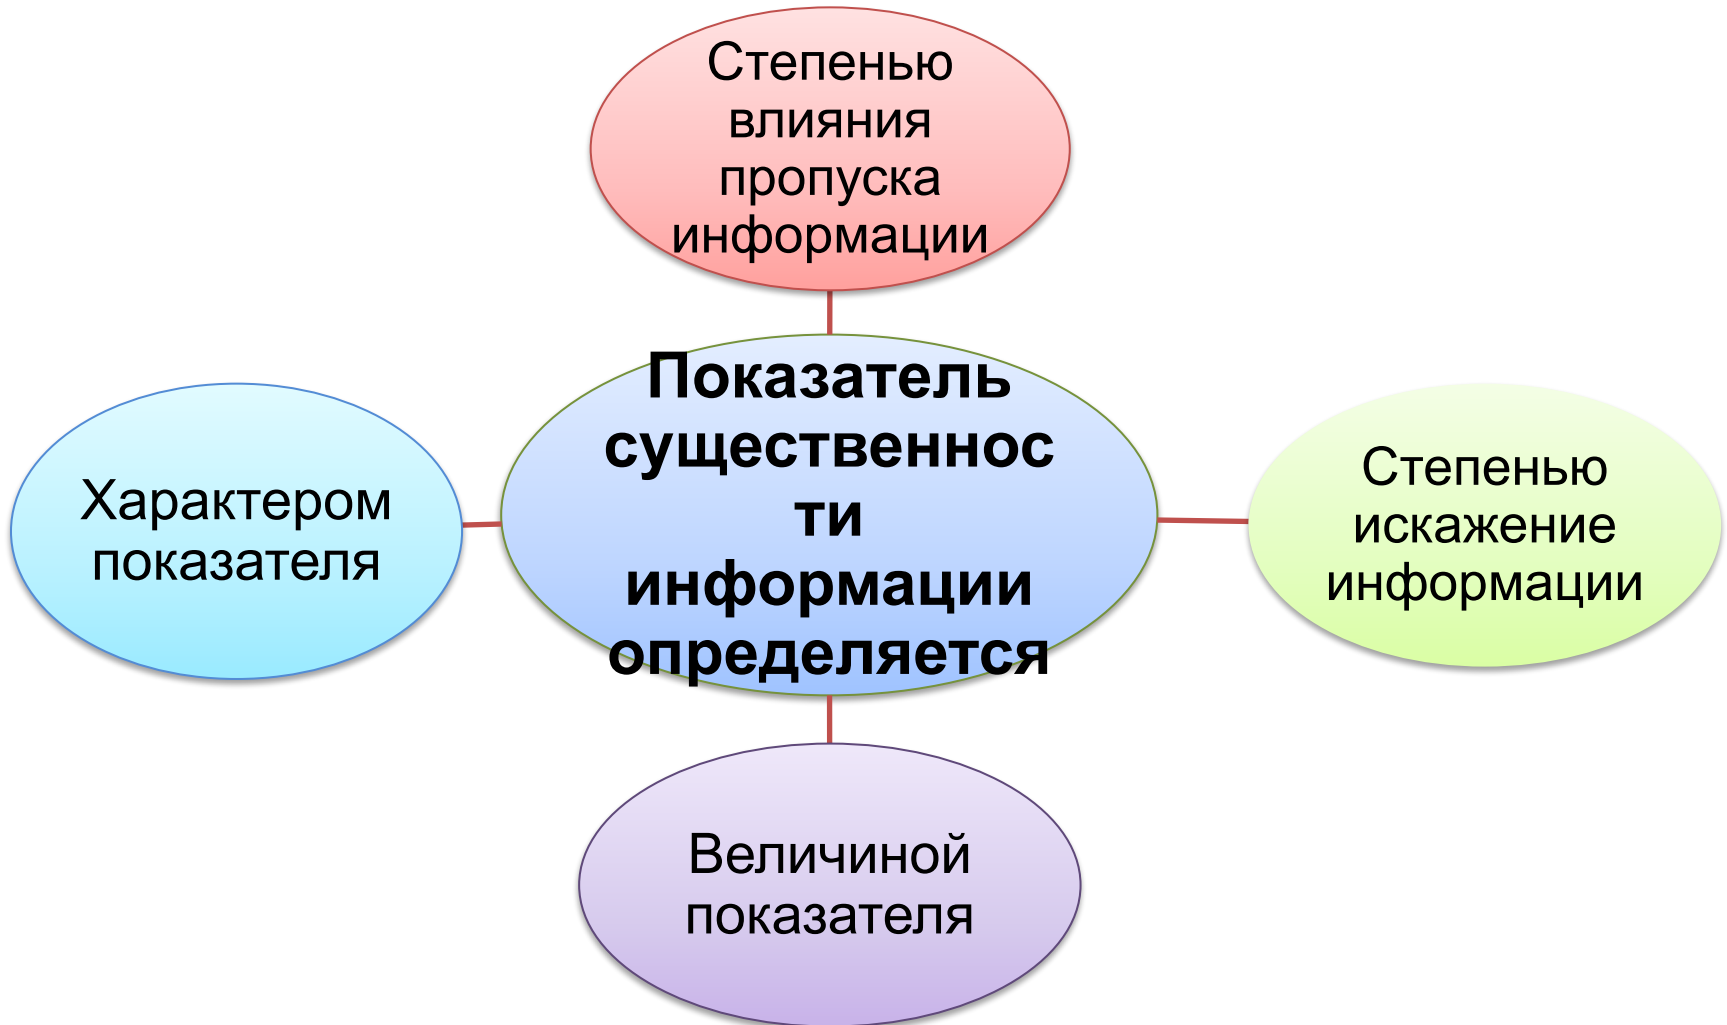 Степенью
влияния
пропуска
информации
Показатель
существеннос
ти
информации
определяется
Характером
показателя
Степенью
искажение
информации
Величиной
показателя